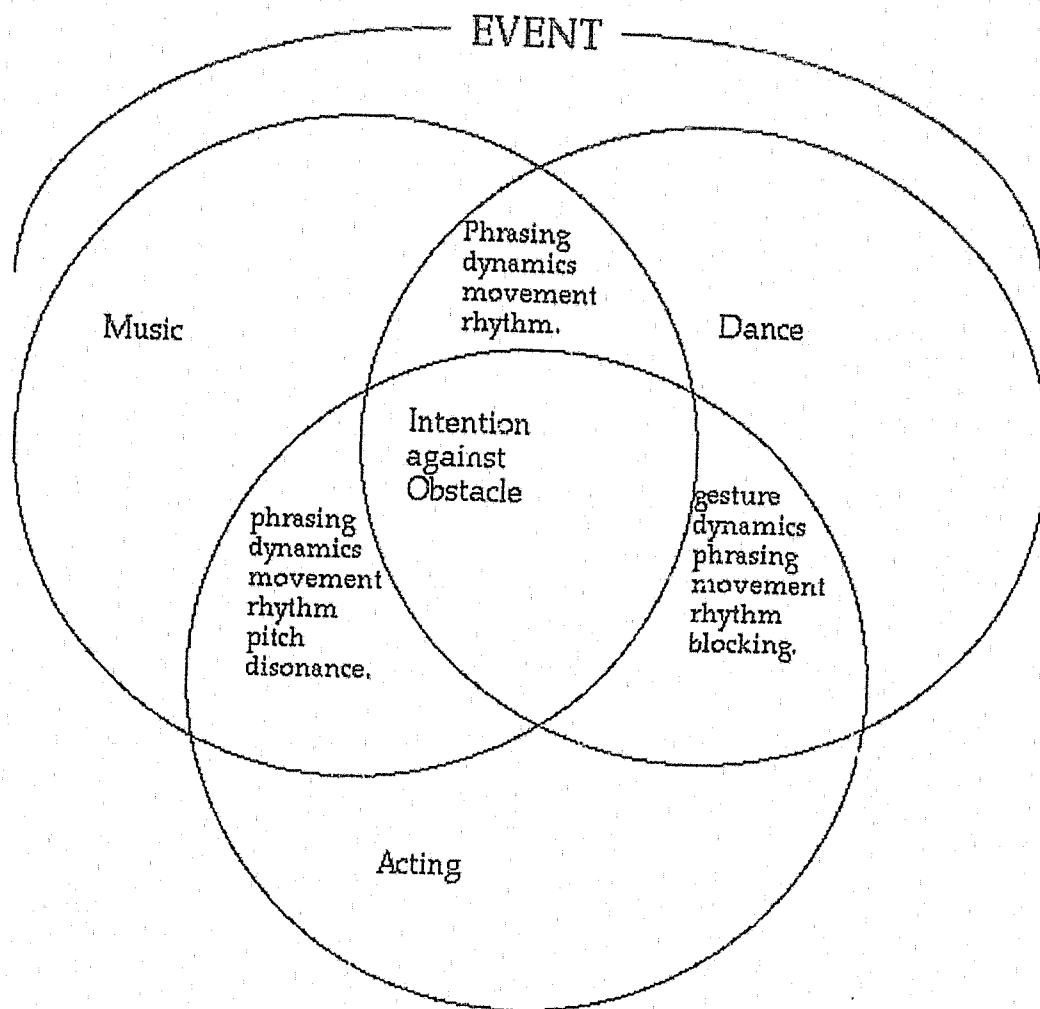 EVENT
Phrasing
dynamics
movement
rhythm.
Music
Dance
Intention
against
Obstacle
phrasing
dynamics
movement
rhythm
pitch
disonance.
gesture
dynamics
phrasing
movement
rhythm
blocking.
Acting